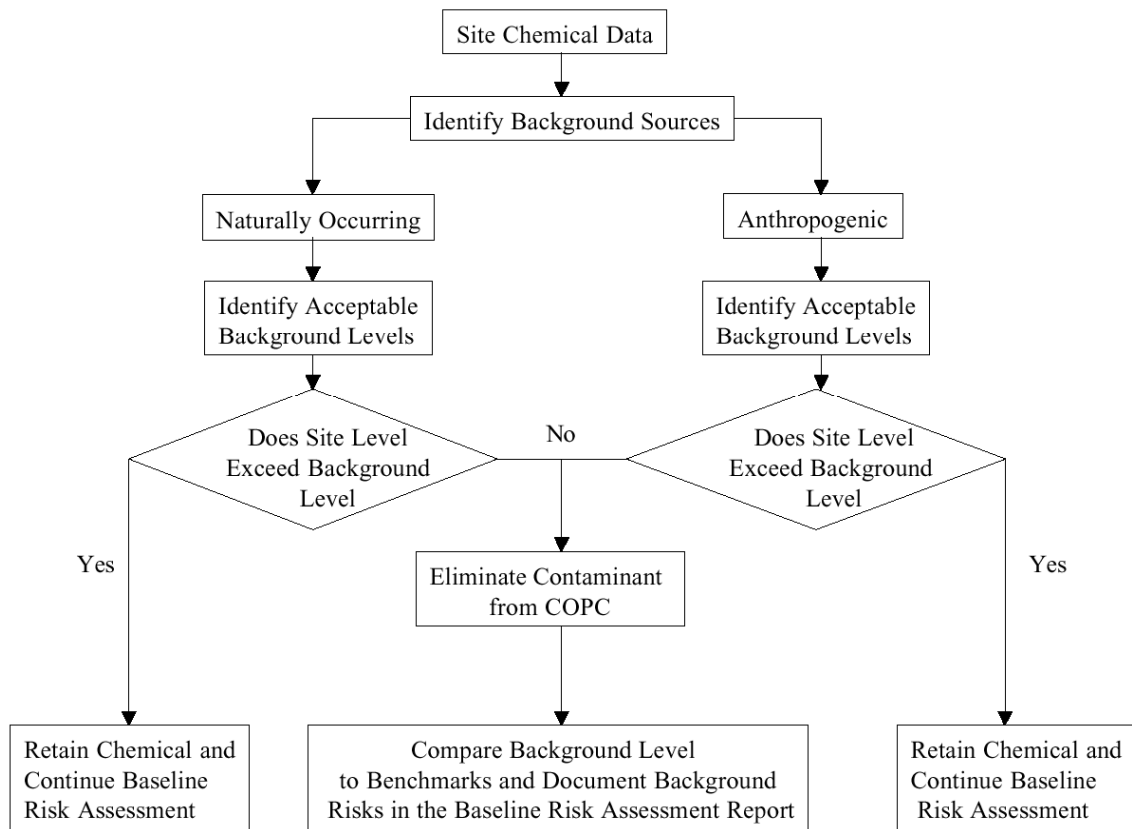 Site Chemical Data
Identify Background Sources
Naturally Occurring
Anthropogenic
Identify Acceptable
Background Levels
Identify Acceptable
Background Levels
Does Site Level
Exceed Background
Level
No
Does Site Level
Exceed Background
Level
Yes
Eliminate Contaminant
from COPC
Yes
Retain Chemical and
Continue Baseline
Risk Assessment
Compare Background Level
to Benchmarks and Document Background
Risks in the Baseline Risk Assessment Report
Retain Chemical and
Continue Baseline
Risk Assessment